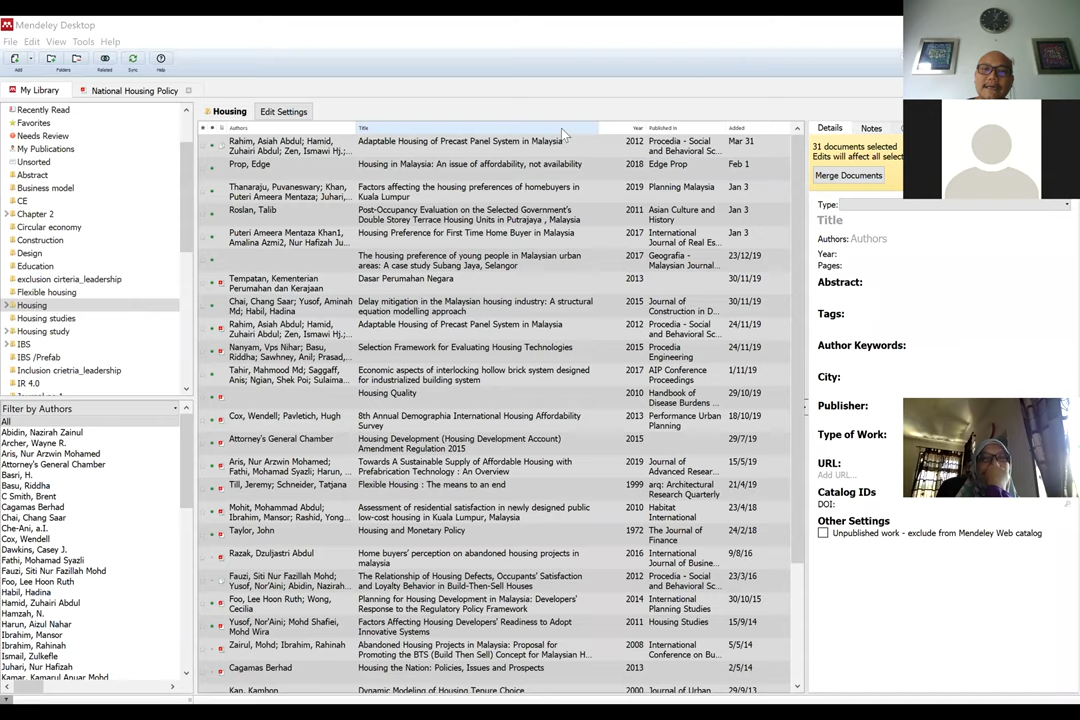 Mendeley Desktop
File Edit View Tools Help
Add Folders Related Sync Help
My Library National Housing Policy
Recently Read
Favorites
Needs Review
My Publications
Unsorted
Abstract
Business model
CE
Chapter 2
Circular economy
Construction
Design
Education
exclusion cirteria_leadership
Flexible housing
Housing
Housing studies
Housing study
IBS
IBS /Prefab
Inclusion crietria_leadership
IR 4.0
Filter by Authors
All
Abidin, Nazirah Zainul
Archer, Wayne R.
Aris, Nur Arzwin Mohamed
Attorney's General Chamber
Basri, H.
Basu, Riddha
C Smith, Brent
Cagamas Berhad
Chai, Chang Saar
Che-Ani, a.I.
Cox, Wendell
Dawkins, Casey J.
Fathi, Mohamad Syazli
Fauzi, Siti Nur Fazillah Mohd
Foo, Lee Hoon Ruth
Habil, Hadina
Hamid, Zuhairi Abdul
Hamzah, N.
Harun, Aizul Nahar
Ibrahim, Mansor
Ibrahim, Rahinah
Ismail, Zulkefle
Juhari, Nur Hafizah
Kamar, Kamarul Anuar Mohd
Housing Edit Settings
Authors Title Year Published In Added
Rahim, Asiah Abdul; Hamid, Adaptable Housing of Precast Panel System in Malaysia 2012 Procedia - Social Mar 31
Zuhairi Abdul; Zen, Ismawi Hj.;... and Behavioral Sc...
Prop, Edge Housing in Malaysia: An issue of affordability, not availability 2018 Edge Prop Feb 1
Thanaraju, Puvaneswary; Khan, Factors affecting the housing preferences of homebuyers in 2019 Planning Malaysia Jan 3
Puteri Ameera Mentaza; Juhari,... Kuala Lumpur
Roslan, Talib Post-Occupancy Evaluation on the Selected Government's 2011 Asian Culture and Jan 3
Double Storey Terrace Housing Units in Putrajaya , Malaysia History
Puteri Ameera Mentaza Khan1, Housing Preference for First Time Home Buyer in Malaysia 2017 International Jan 3
Amalina Azmi2, Nur Hafizah Ju... Journal of Real Es...
The housing preference of young people in Malaysian urban 2017 Geografia - 23/12/19
areas: A case study Subang Jaya, Selangor Malaysian Journal...
Tempatan, Kementerian Dasar Perumahan Negara 2013 30/11/19
Perumahan dan Kerajaan
Chai, Chang Saar; Yusof, Aminah Delay mitigation in the Malaysian housing industry: A structural 2015 Journal of 30/11/19
Md; Habil, Hadina equation modelling approach Construction in D...
Rahim, Asiah Abdul; Hamid, Adaptable Housing of Precast Panel System in Malaysia 2012 Procedia - Social 24/11/19
Zuhairi Abdul; Zen, Ismawi Hj.;... and Behavioral Sc...
Nanyam, Vps Nihar; Basu, Selection Framework for Evaluating Housing Technologies 2015 Procedia 24/11/19
Riddha; Sawhney, Anil; Prasad,... Engineering
Tahir, Mahmood Md; Saggaff, Economic aspects of interlocking hollow brick system designed 2017 AIP Conference 1/11/19
Anis; Ngian, Shek Poi; Sulaima... for industrialized building system Proceedings
Housing Quality 2010 Handbook of 29/10/19
Disease Burdens ...
Cox, Wendell; Pavletich, Hugh 8th Annual Demographia International Housing Affordability 2013 Performance Urban 18/10/19
Survey Planning
Attorney's General Chamber Housing Development (Housing Development Account) 2015 29/7/19
Amendment Regulation 2015
Aris, Nur Arzwin Mohamed; Towards A Sustainable Supply of Affordable Housing with 2019 Journal of 15/5/19
Fathi, Mohamad Syazli; Harun, ... Prefabrication Technology : An Overview Advanced Resear...
Till, Jeremy; Schneider, Tatjana Flexible Housing : The means to an end 1999 arq: Architectural 21/4/19
Research Quarterly
Mohit, Mohammad Abdul; Assessment of residential satisfaction in newly designed public 2010 Habitat 23/4/18
Ibrahim, Mansor; Rashid, Yong... low-cost housing in Kuala Lumpur, Malaysia International
Taylor, John Housing and Monetary Policy 1972 The Journal of 24/2/18
Finance
Razak, Dzuljastri Abdul Home buyers' perception on abandoned housing projects in 2016 International 9/8/16
malaysia Journal of Busine...
Fauzi, Siti Nur Fazillah Mohd; The Relationship of Housing Defects, Occupants' Satisfaction 2012 Procedia - Social 23/3/16
Yusuf, Nor'Aini; Abidin, Nazirah... and Loyalty Behavior in Build-Then-Sell Houses and Behavioral Sc...
Foo, Lee Hoon Ruth; Wong, Planning for Housing Development in Malaysia: Developers' 2014 International 30/10/15
Cecilia Response to the Regulatory Policy Framework Planning Studies
Yusof, Nor'Aini; Mohd Shafiei, Factors Affecting Housing Developers' Readiness to Adopt 2011 Housing Studies 15/9/14
Mohd Wira Innovative Systems
Zairul, Mohd; Ibrahim, Rahinah Abandoned Housing Projects in Malaysia: Proposal for 2008 International 5/5/14
Promoting the BTS (Build Then Sell) Concept for Malaysian H... Conference on Bu...
Cagamas Berhad Housing the Nation: Policies, Issues and Prospects 2013 2/5/14
Kan, Kamhon Dynamic Modeling of Housing Tenure Choice 2000 Journal of Urban 29/9/13
Details Notes
31 documents selected
Edits will affect all selec
Merge Documents
Type:
Title
Authors: Authors
Year:
Pages:
Abstract:
Tags:
Author Keywords:
City:
Publisher:
Type of Work:
URL:
Add URL...
Catalog IDs
DOI:
Other Settings
Unpublished work - exclude from Mendeley Web catalog